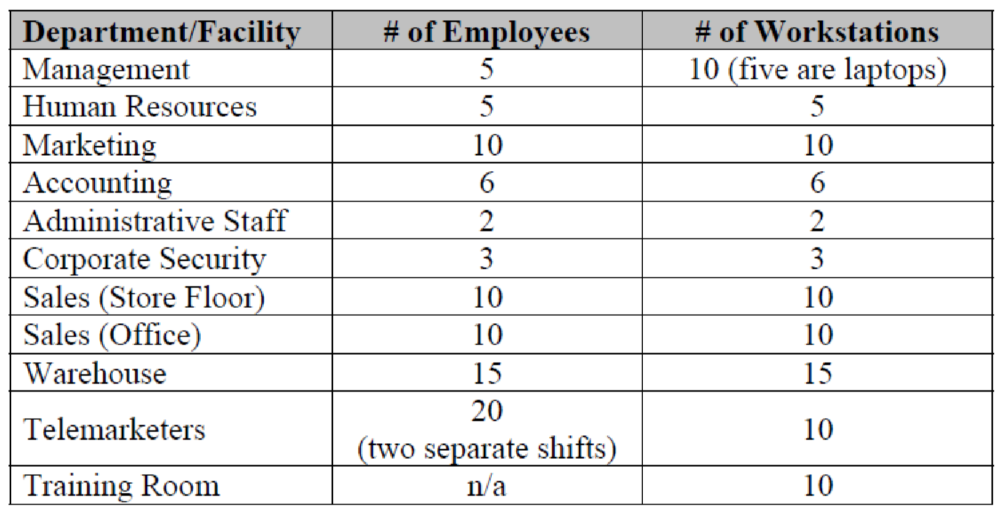 Department/Facility # of Employees # of Workstations
Management 5 10 (five are laptops)
Human Resources 5 5
Marketing 10 10
Accounting 6 6
Administrative Staff 2 2
Corporate Security 3 3
Sales (Store Floor) 10 10
Sales (Office) 10 10
Warehouse 15 15
Telemarketers 20 (two separate shifts) 10
Training Room n/a 10